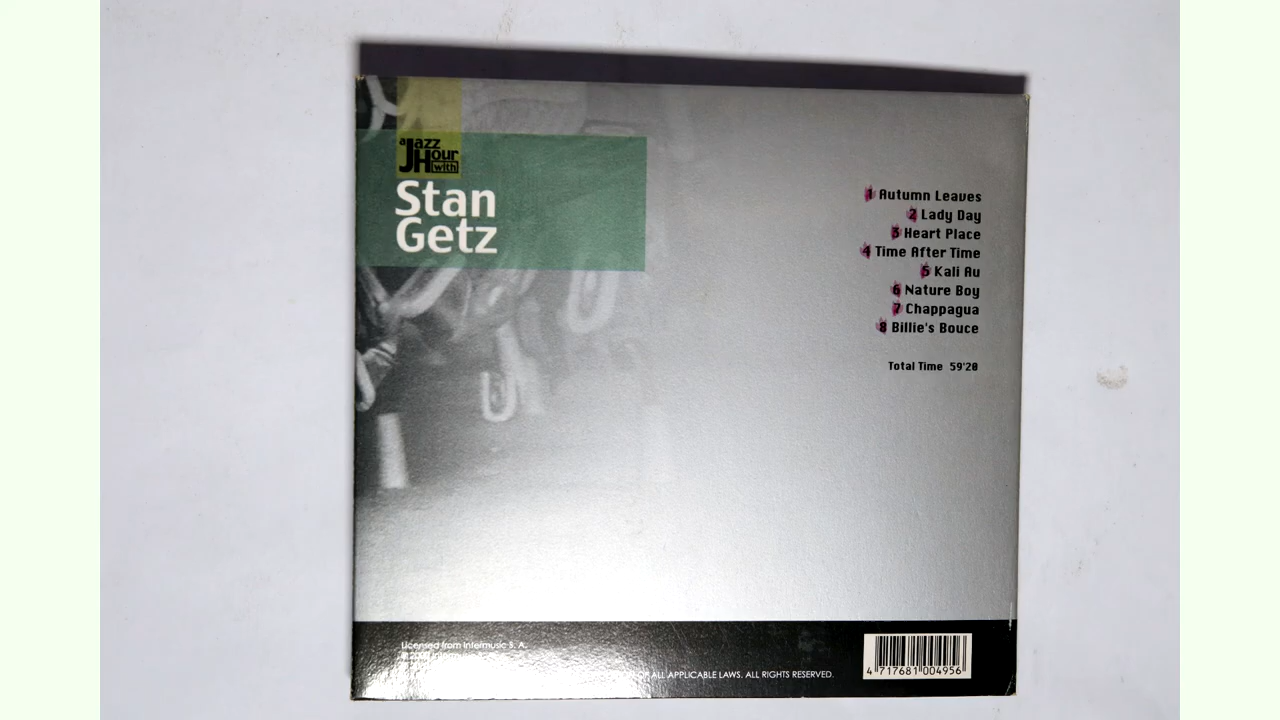 a Jazz
Hour
with
Stan
Getz
1 Autumn Leaves
2 Lady Day
3 Heart Place
4 Time After Time
5 Kali Au
6 Nature Boy
7 Chappagua
8 Billie's Bouce
Total Time 59'20
Licensed from Intermusic S. A.
OF ALL APPLICABLE LAWS. ALL RIGHTS RESERVED.
4 717681 004956